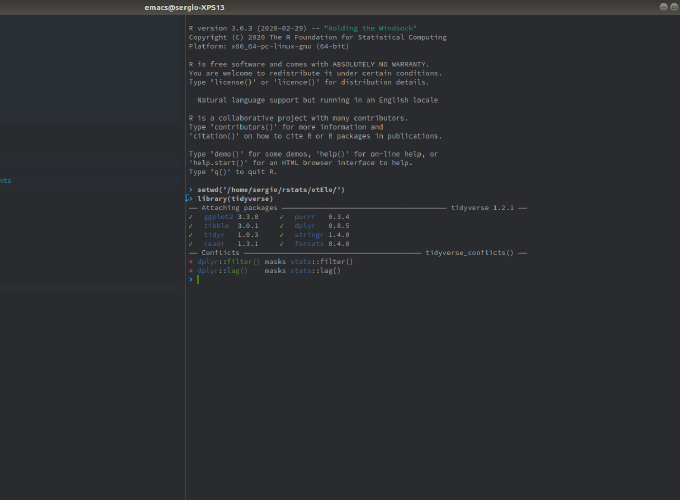 emacs@sergio-XPS13
R version 3.6.3 (2020-02-29) -- "Holding the Windsock"
Copyright (C) 2020 The R Foundation for Statistical Computing
Platform: x86_64-pc-linux-gnu (64-bit)
R is free software and comes with ABSOLUTELY NO WARRANTY.
You are welcome to redistribute it under certain conditions.
Type 'license()' or 'licence()' for distribution details.
Natural language support but running in an English locale
R is a collaborative project with many contributors.
Type 'contributors()' for more information and
'citation()' on how to cite R or R packages in publications.
Type 'demo()' for some demos, 'help()' for on-line help, or
'help.start()' for an HTML browser interface to help.
Type 'q()' to quit R.
nts
> setwd('/home/sergio/rstats/otElo/')
> library(tidyverse)
── Attaching packages ── tidyverse 1.2.1 ──
✓ ggplot2 3.3.0 ✓ purrr 0.3.4
✓ tibble 3.0.1 ✓ dplyr 0.8.5
✓ tidyr 1.0.3 ✓ stringr 1.4.0
✓ readr 1.3.1 ✓ forcats 0.4.0
── Conflicts ── tidyverse_conflicts() ──
✖ dplyr::filter() masks stats::filter()
✖ dplyr::lag() masks stats::lag()
>